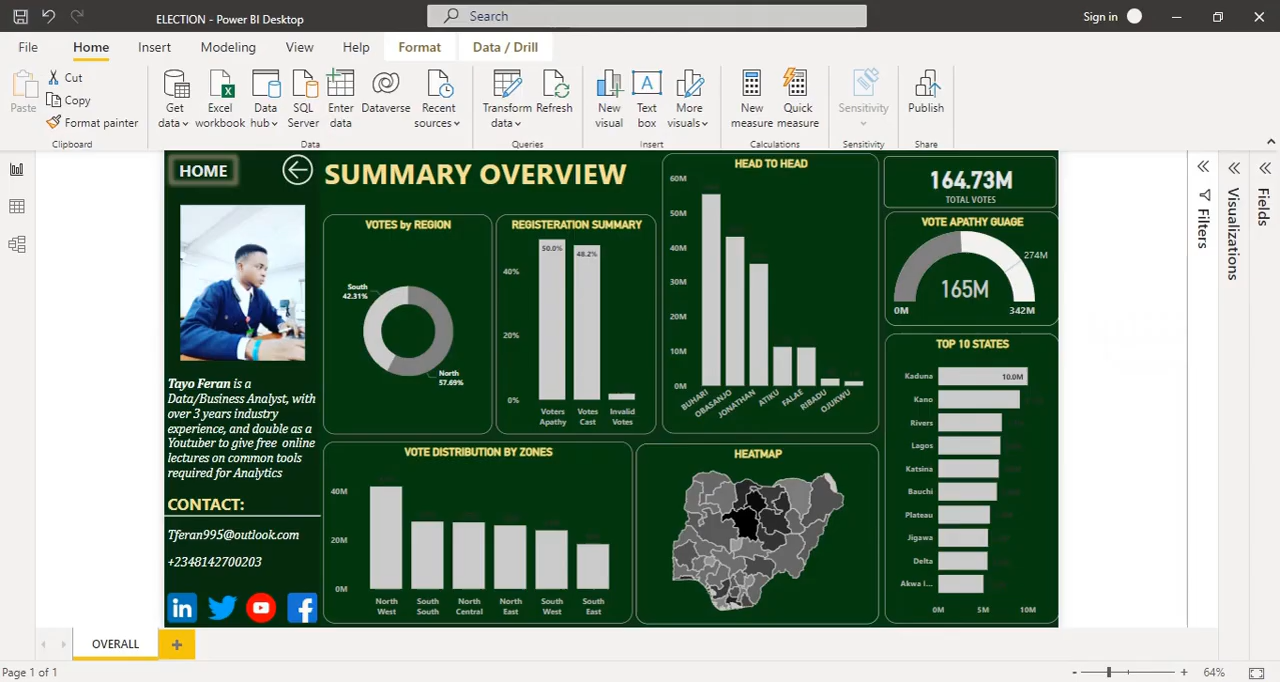 ELECTION - Power BI Desktop
Search
Sign in
File
Home
Insert
Modeling
View
Help
Format
Data / Drill
Paste
Cut
Copy
Format painter
Clipboard
Get
data
Excel
workbook
Data
hub
SQL
Server
Enter
data
Dataverse
Recent
sources
Data
Transform
data
Refresh
Queries
New
visual
Text
box
More
visuals
Insert
New
measure
Quick
measure
Calculations
Sensitivity
Sensitivity
Publish
Share
HOME
SUMMARY OVERVIEW
Tayo Feran is a
Data/Business Analyst, with
over 3 years industry
experience, and double as a
Youtuber to give free online
lectures on common tools
required for Analytics
CONTACT:
Tferan995@outlook.com
+2348142700203
in
f
VOTES by REGION
South
42.31%
North
57.69%
REGISTERATION SUMMARY
40%
20%
0%
50.0%
48.2%
Voters
Apathy
Votes
Cast
Invalid
Votes
HEAD TO HEAD
60M
50M
40M
30M
20M
10M
0M
BUHARI
OBASANJO
JONATHAN
ATIKU
FALAE
RIBADU
OJUKWU
164.73M
TOTAL VOTES
VOTE APATHY GUAGE
274M
165M
0M
342M
VOTE DISTRIBUTION BY ZONES
40M
20M
0M
North
West
South
South
North
Central
North
East
South
West
South
East
HEATMAP
TOP 10 STATES
Kaduna
10.0M
Kano
Rivers
Lagos
Katsina
Bauchi
Plateau
Jigawa
Delta
Akwa I...
0M
5M
10M
Filters
Visualizations
Fields
OVERALL
Page 1 of 1
64%